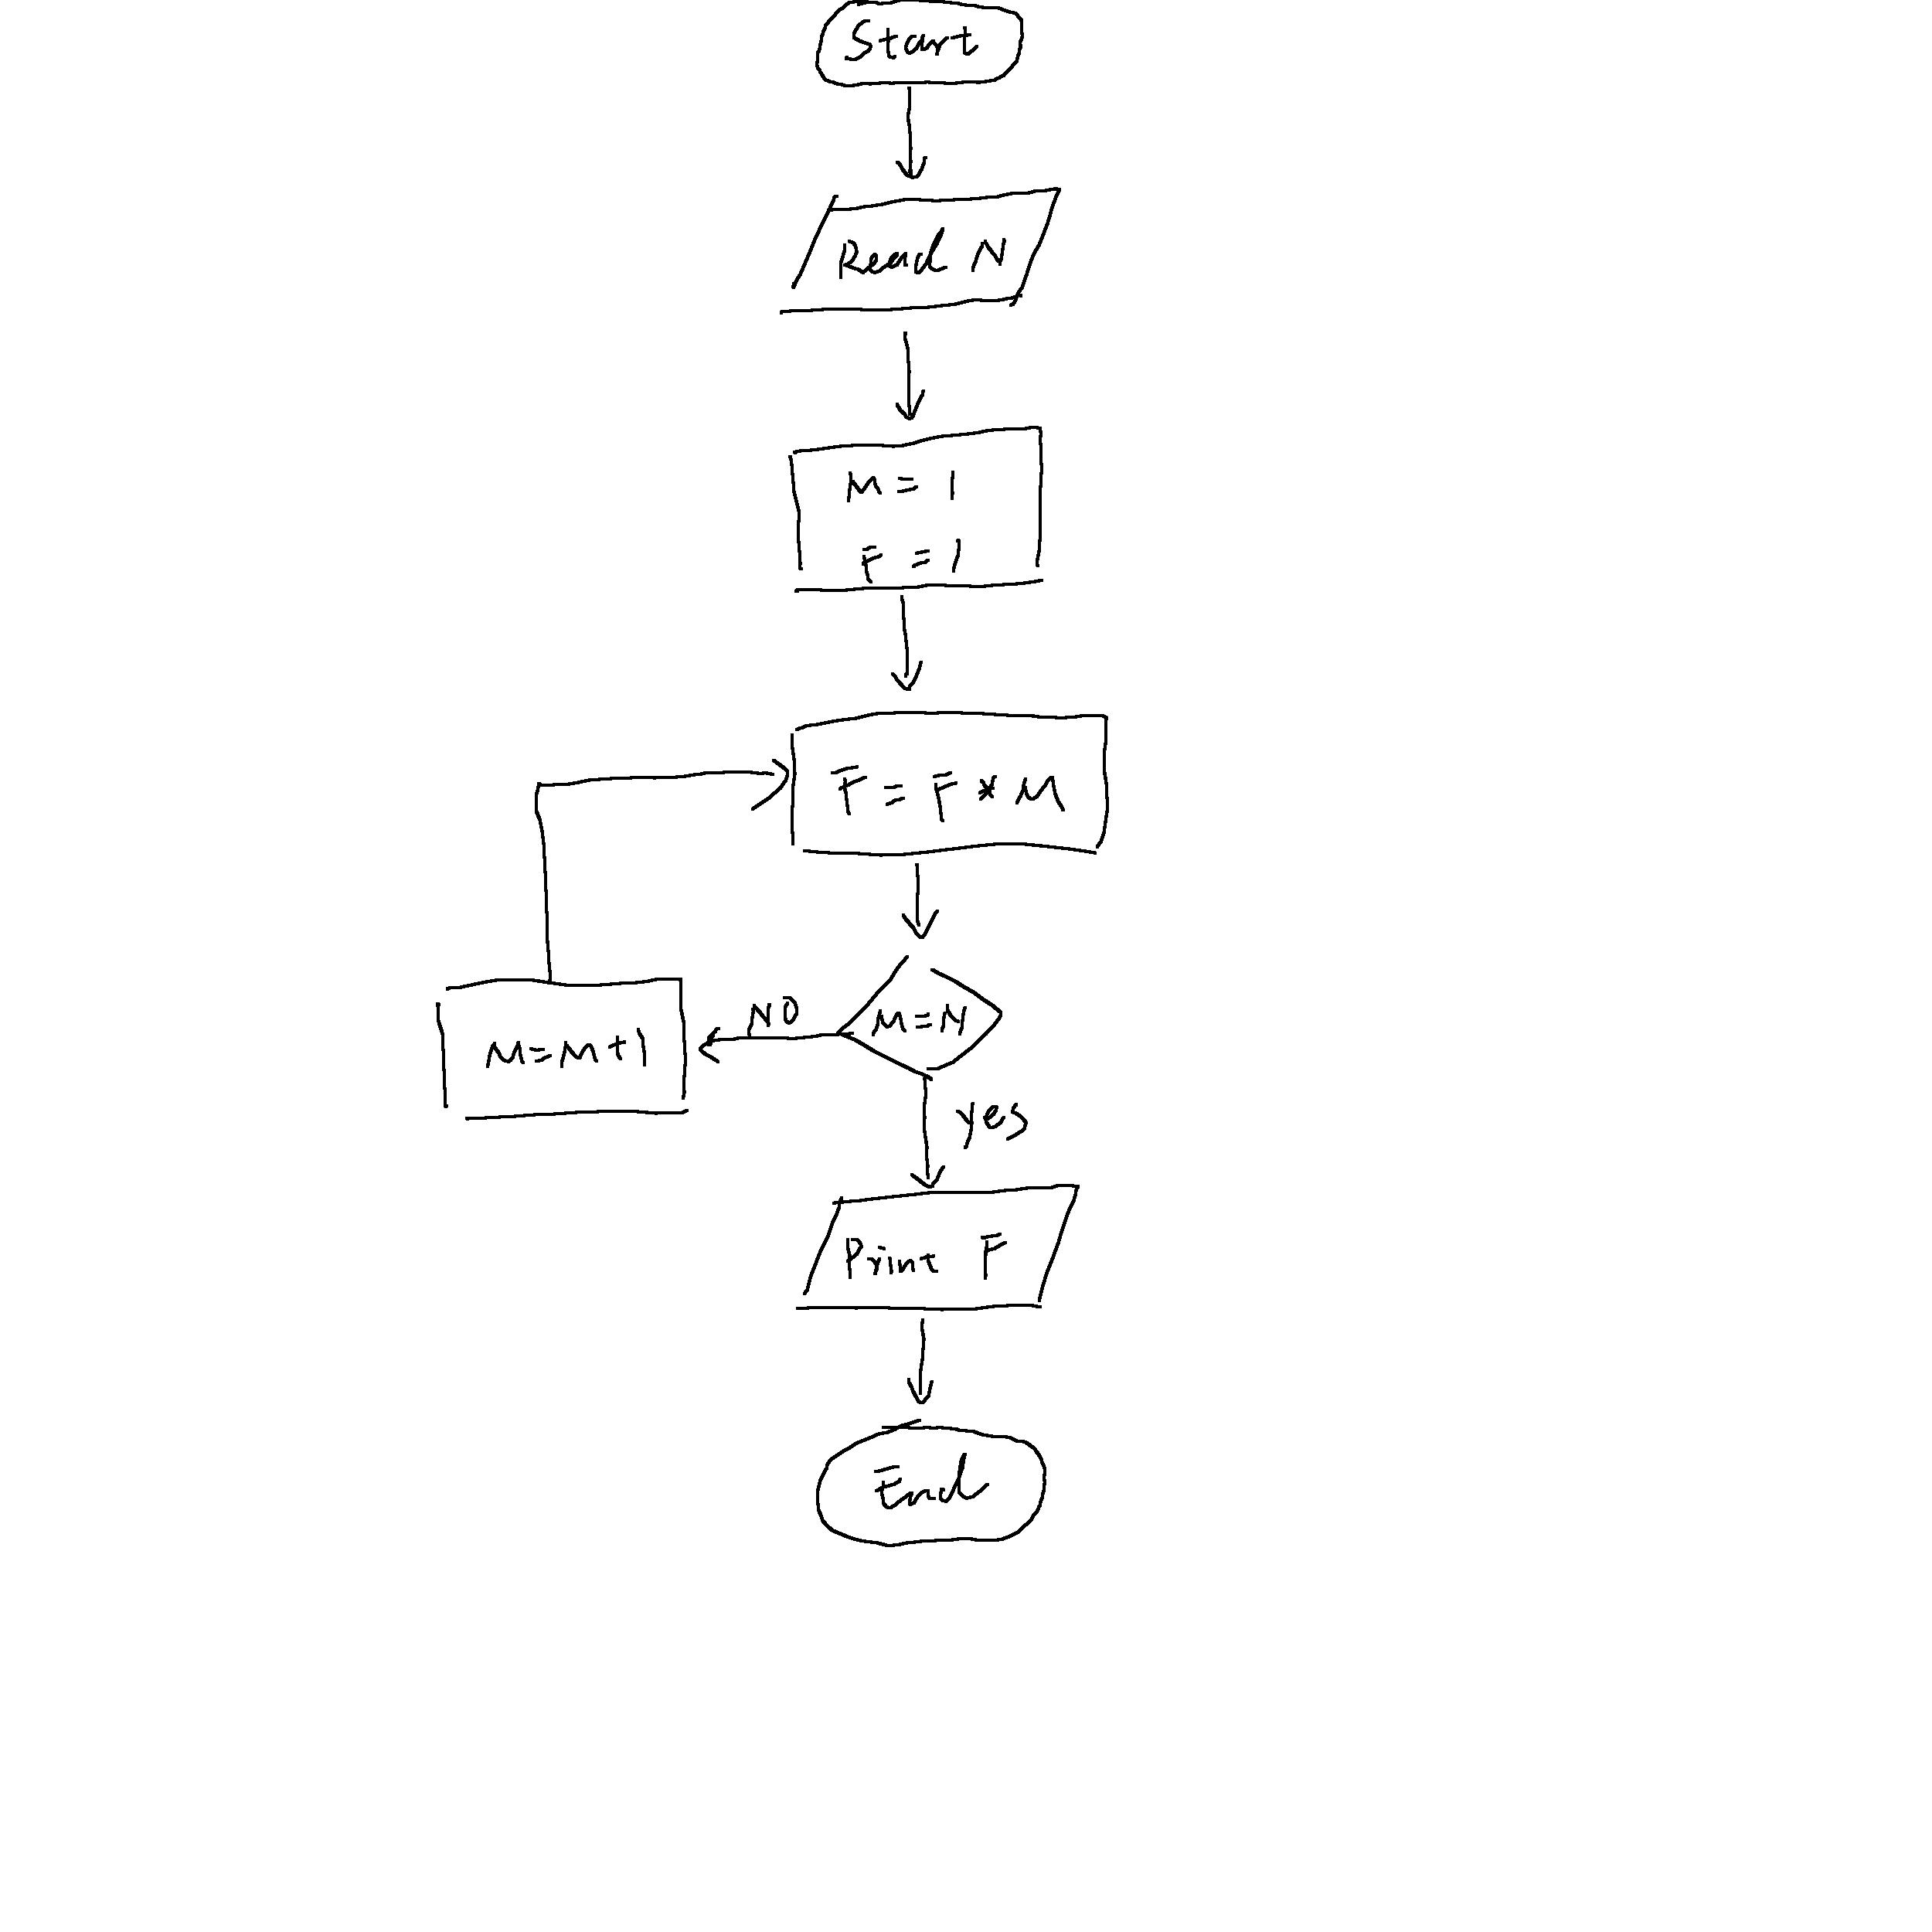 Start
Read N
M = 1
F = 1
F = F * M
M=N
NO
M=M+1
yes
Print F
End